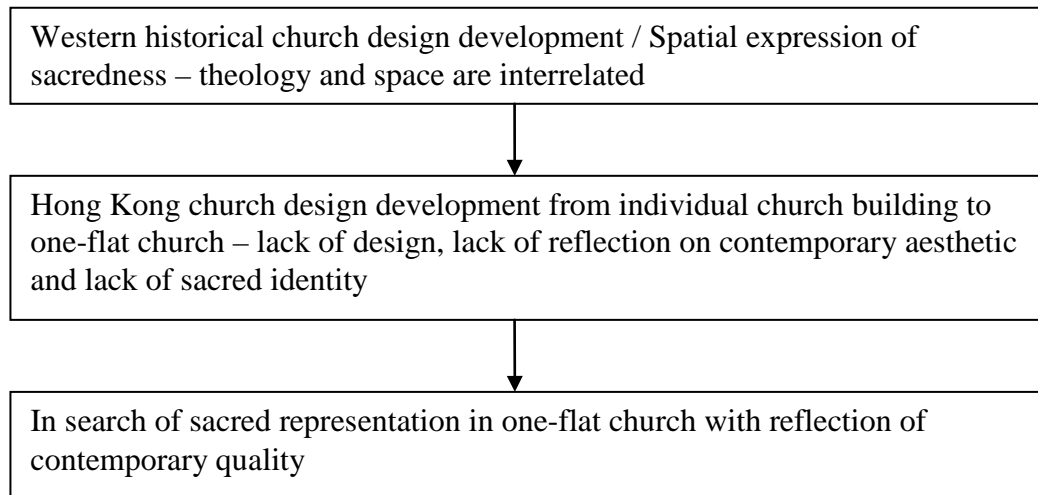 Western historical church design development / Spatial expression of
sacredness – theology and space are interrelated
Hong Kong church design development from individual church building to
one-flat church – lack of design, lack of reflection on contemporary aesthetic
and lack of sacred identity
In search of sacred representation in one-flat church with reflection of
contemporary quality